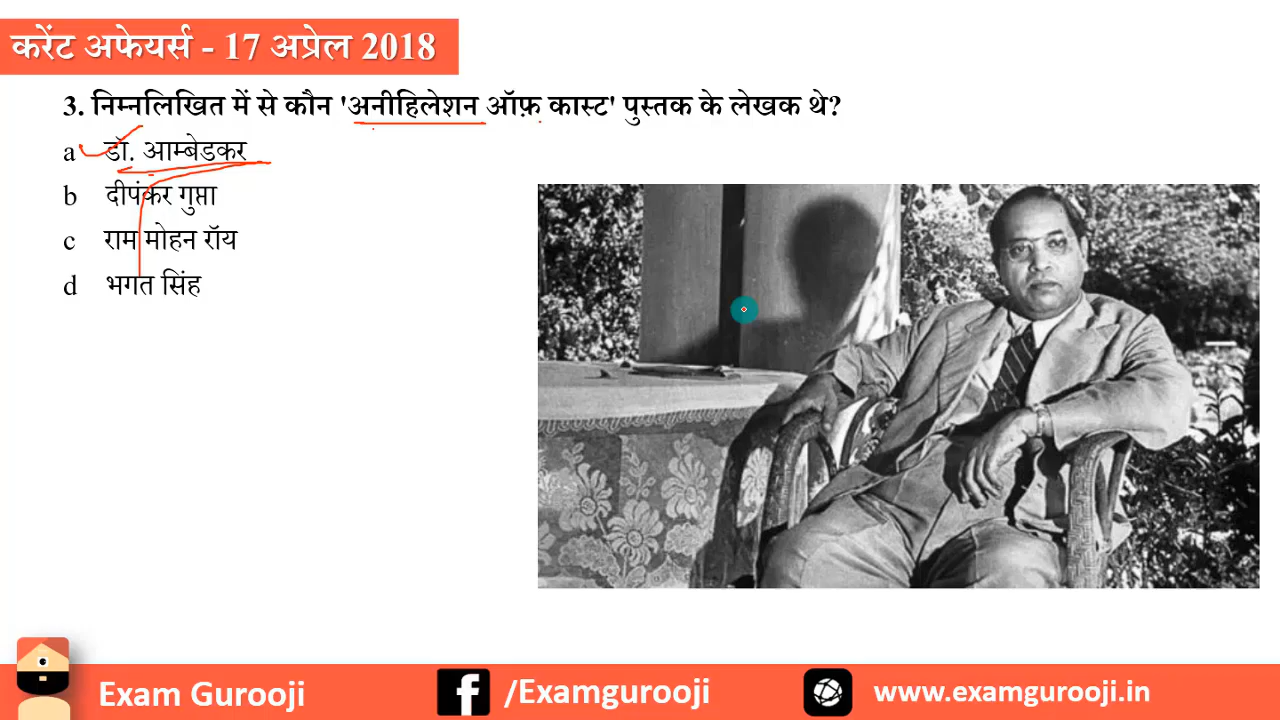 करेंट अफेयर्स - 17 अप्रेल 2018
3. निम्नलिखित में से कौन 'अनीहिलेशन ऑफ़ कास्ट' पुस्तक के लेखक थे?
a डॉ. आम्बेडकर
b दीपंकर गुप्ता
c राम मोहन रॉय
d भगत सिंह
Exam Gurooji
/Examgurooji
www.examgurooji.in